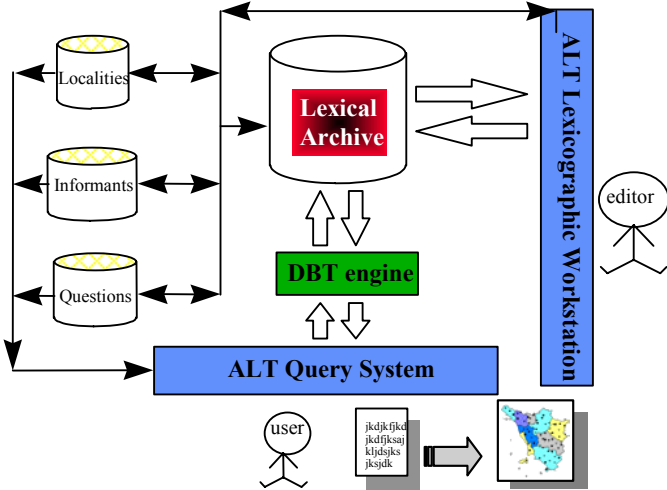 Localities
Informants
Questions
Lexical
Archive
DBT engine
ALT Query System
ALT Lexicographic Workstation
editor
user
jkdjkfjkd
jkdfjksaj
kljdsjks
jksjdk